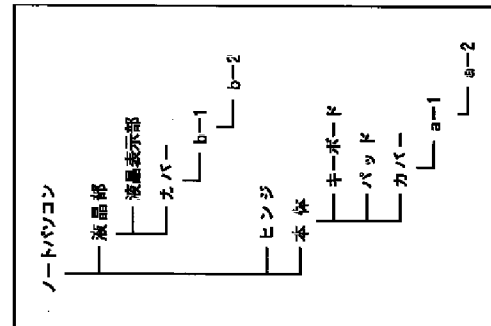 ノートパソコン
液晶部
液晶表示部
カバー
b-1
b-2
ヒンジ
本体
キーボード
パッド
カバー
a-1
a-2